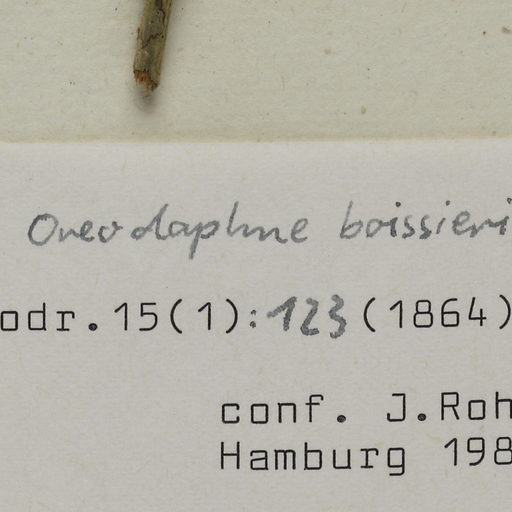 Oreodaphne boissieri
odr.15(1):123(1864)
conf. J.Roh
Hamburg 198